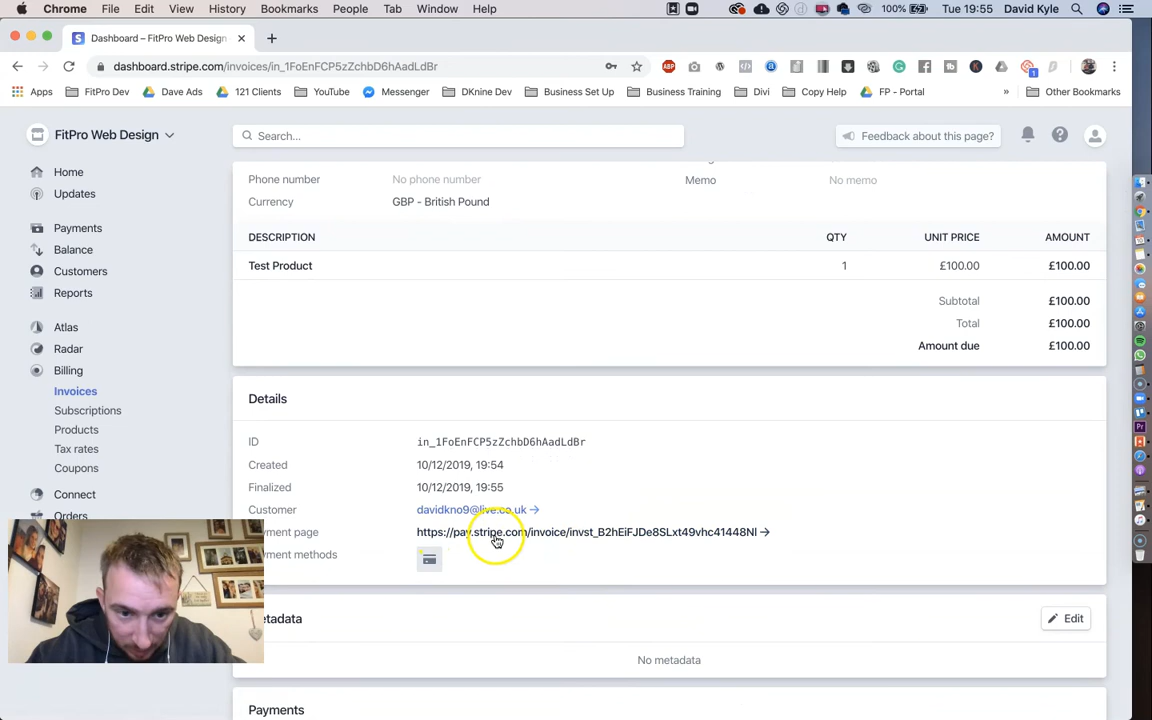 Chrome File Edit View History Bookmarks People Tab Window Help 100% Tue 19:55 David Kyle
Dashboard – FitPro Web Design
dashboard.stripe.com/invoices/in_1FoEnFCP5zZchbD6hAadLdBr
Apps FitPro Dev Dave Ads 121 Clients YouTube Messenger DKnine Dev Business Set Up Business Training Divi Copy Help FP - Portal » Other Bookmarks
FitPro Web Design Search... Feedback about this page?
Home
Updates
Payments
Balance
Customers
Reports
Atlas
Radar
Billing
Invoices
Subscriptions
Products
Tax rates
Coupons
Connect
Orders
Phone number No phone number Memo No memo
Currency GBP - British Pound
DESCRIPTION QTY UNIT PRICE AMOUNT
Test Product 1 £100.00 £100.00
Subtotal £100.00
Total £100.00
Amount due £100.00
Details
ID in_1FoEnFCP5zZchbD6hAadLdBr
Created 10/12/2019, 19:54
Finalized 10/12/2019, 19:55
Customer davidkno9@live.co.uk →
ayment page https://pay.stripe.com/invoice/invst_B2hEiFJDe8SLxt49vhc41448Nl →
yment methods
etadata Edit
No metadata
Payments